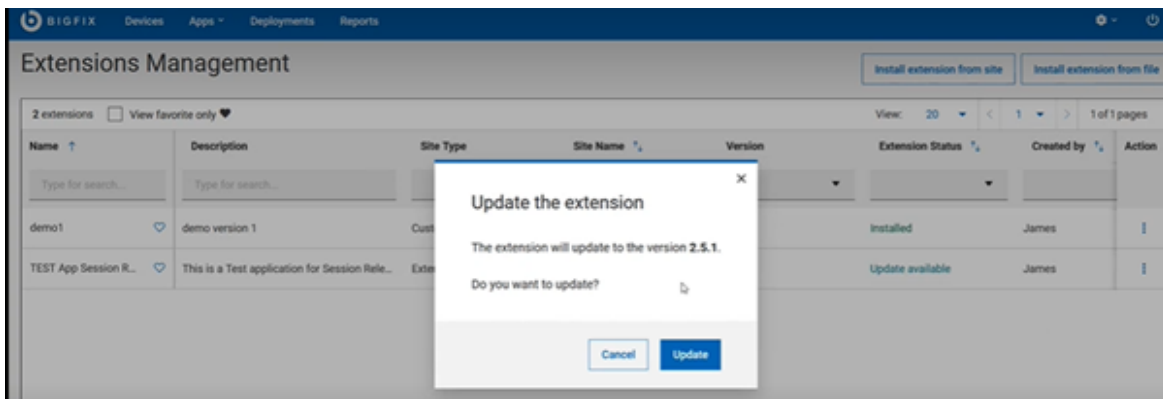 BIGFIX Devices Apps Deployments Reports
Extensions Management
Install extension from site Install extension from file
2 extensions View favorite only View: 20 1 1 of 1 pages
Name Description Site Type Site Name Version Extension Status Created by Action
Type for search... Type for search...
demo1 demo version 1 Cust Installed James
TEST App Session R... This is a Test application for Session Rele... Exte Update available James
Update the extension
The extension will update to the version 2.5.1.
Do you want to update?
Cancel Update